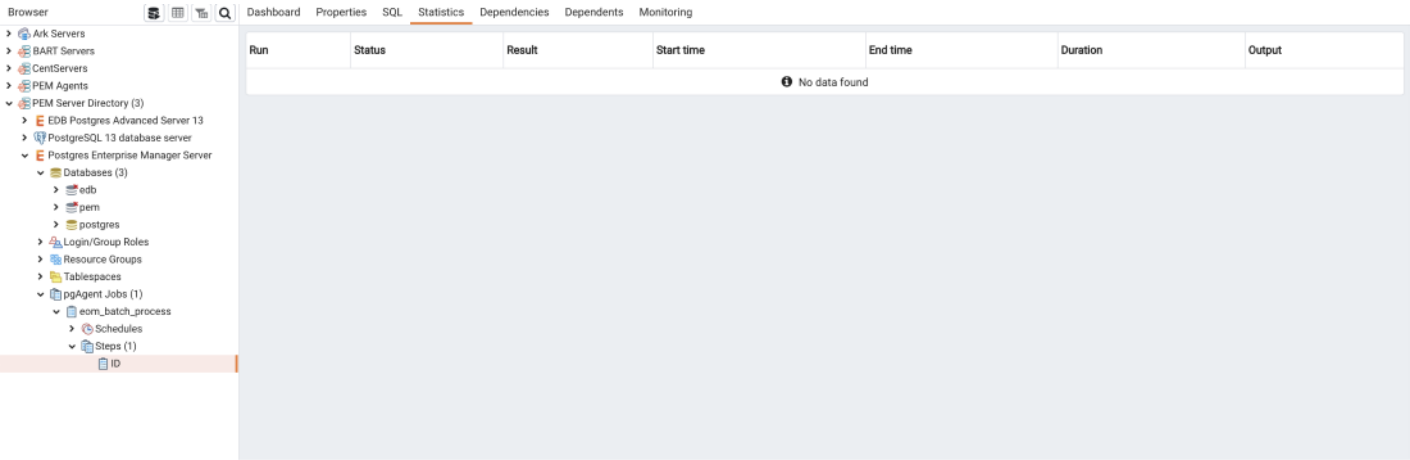 Browser
Dashboard Properties SQL Statistics Dependencies Dependents Monitoring
Ark Servers
BART Servers
CentServers
PEM Agents
PEM Server Directory (3)
EDB Postgres Advanced Server 13
PostgreSQL 13 database server
Postgres Enterprise Manager Server
Databases (3)
edb
pem
postgres
Login/Group Roles
Resource Groups
Tablespaces
pgAgent Jobs (1)
eom_batch_process
Schedules
Steps (1)
ID
Run Status Result Start time End time Duration Output
No data found